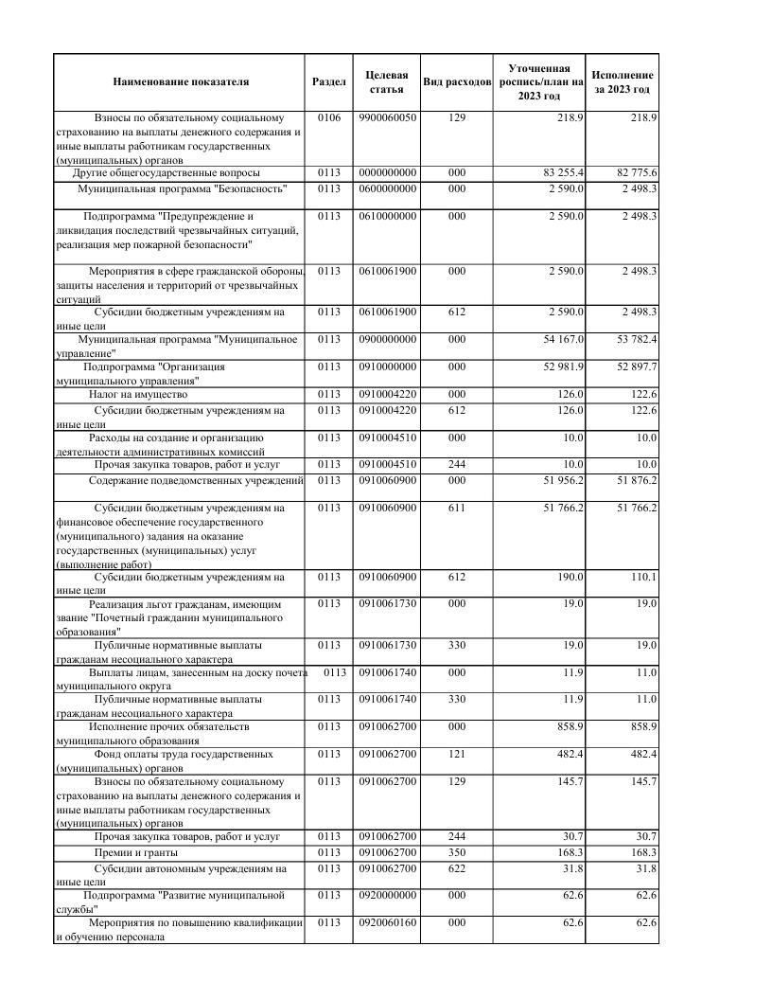 Наименование показателя Раздел Целевая статья Вид расходов Уточненная роспись/план на 2023 год Исполнение за 2023 год
Взносы по обязательному социальному 0106 9900060050 129 218.9 218.9
страхованию на выплаты денежного содержания и
иные выплаты работникам государственных
(муниципальных) органов
Другие общегосударственные вопросы 0113 0000000000 000 83 255.4 82 775.6
Муниципальная программа "Безопасность" 0113 0600000000 000 2 590.0 2 498.3
Подпрограмма "Предупреждение и 0113 0610000000 000 2 590.0 2 498.3
ликвидация последствий чрезвычайных ситуаций,
реализация мер пожарной безопасности"
Мероприятия в сфере гражданской обороны, 0113 0610061900 000 2 590.0 2 498.3
защиты населения и территорий от чрезвычайных
ситуаций
Субсидии бюджетным учреждениям на 0113 0610061900 612 2 590.0 2 498.3
иные цели
Муниципальная программа "Муниципальное 0113 0900000000 000 54 167.0 53 782.4
управление"
Подпрограмма "Организация 0113 0910000000 000 52 981.9 52 897.7
муниципального управления"
Налог на имущество 0113 0910004220 000 126.0 122.6
Субсидии бюджетным учреждениям на 0113 0910004220 612 126.0 122.6
иные цели
Расходы на создание и организацию 0113 0910004510 000 10.0 10.0
деятельности административных комиссий
Прочая закупка товаров, работ и услуг 0113 0910004510 244 10.0 10.0
Содержание подведомственных учреждений 0113 0910060900 000 51 956.2 51 876.2
Субсидии бюджетным учреждениям на 0113 0910060900 611 51 766.2 51 766.2
финансовое обеспечение государственного
(муниципального) задания на оказание
государственных (муниципальных) услуг
(выполнение работ)
Субсидии бюджетным учреждениям на 0113 0910060900 612 190.0 110.1
иные цели
Реализация льгот гражданам, имеющим 0113 0910061730 000 19.0 19.0
звание "Почетный гражданин муниципального
образования"
Публичные нормативные выплаты 0113 0910061730 330 19.0 19.0
гражданам несоциального характера
Выплаты лицам, занесенным на доску почета 0113 0910061740 000 11.9 11.0
муниципального округа
Публичные нормативные выплаты 0113 0910061740 330 11.9 11.0
гражданам несоциального характера
Исполнение прочих обязательств 0113 0910062700 000 858.9 858.9
муниципального образования
Фонд оплаты труда государственных 0113 0910062700 121 482.4 482.4
(муниципальных) органов
Взносы по обязательному социальному 0113 0910062700 129 145.7 145.7
страхованию на выплаты денежного содержания и
иные выплаты работникам государственных
(муниципальных) органов
Прочая закупка товаров, работ и услуг 0113 0910062700 244 30.7 30.7
Премии и гранты 0113 0910062700 350 168.3 168.3
Субсидии автономным учреждениям на 0113 0910062700 622 31.8 31.8
иные цели
Подпрограмма "Развитие муниципальной 0113 0920000000 000 62.6 62.6
службы"
Мероприятия по повышению квалификации 0113 0920060160 000 62.6 62.6
и обучению персонала